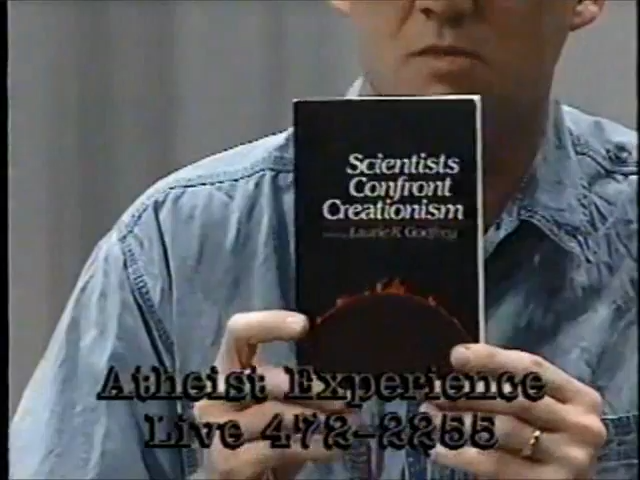 Scientists
Confront
Creationism
Laurie R. Godfrey
Atheist Experience
Live 472-2255